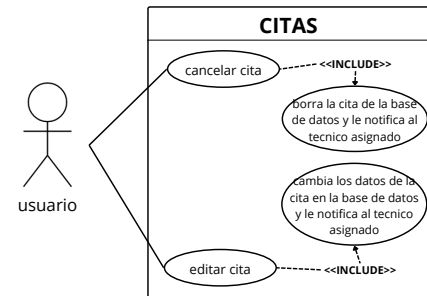 CITAS
cancelar cita
<<INCLUDE>>
borra la cita de la base
de datos y le notifica al
tecnico asignado
usuario
cambia los datos de la
cita en la base de datos
y le notifica al tecnico
asignado
editar cita
<<INCLUDE>>